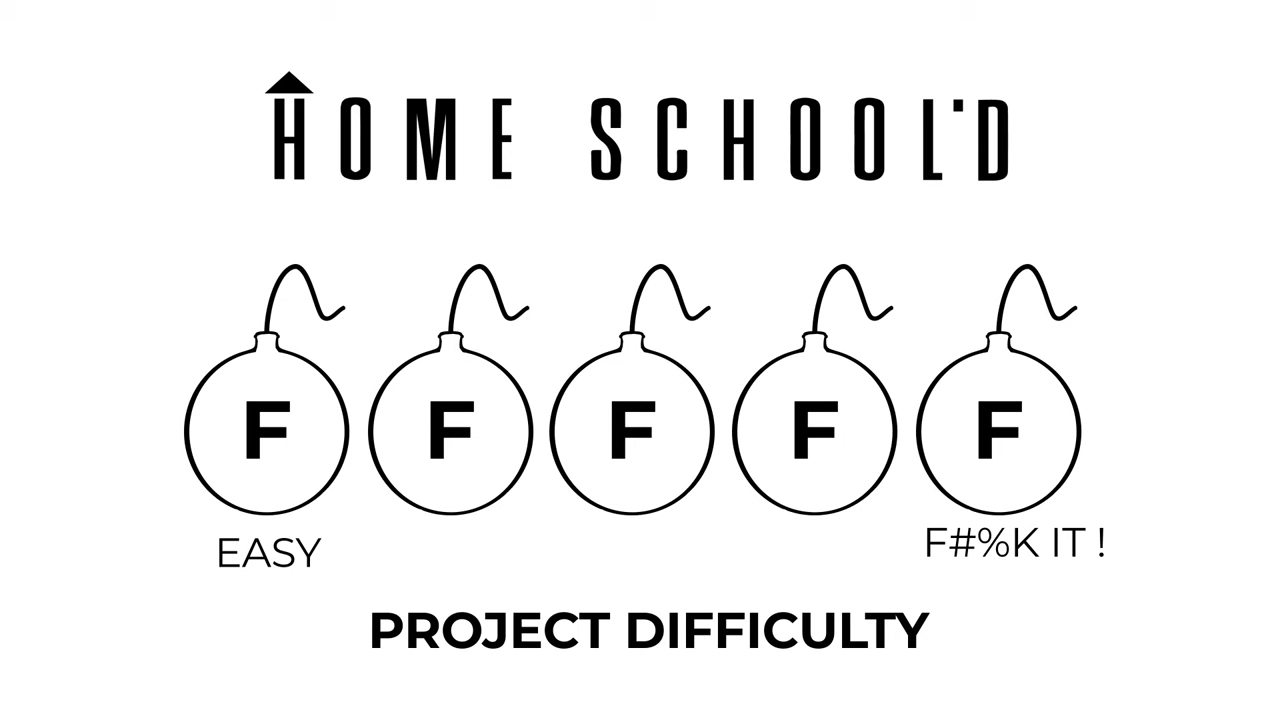 HOME SCHOOL'D
F F F F F
EASY
F#%K IT !
PROJECT DIFFICULTY